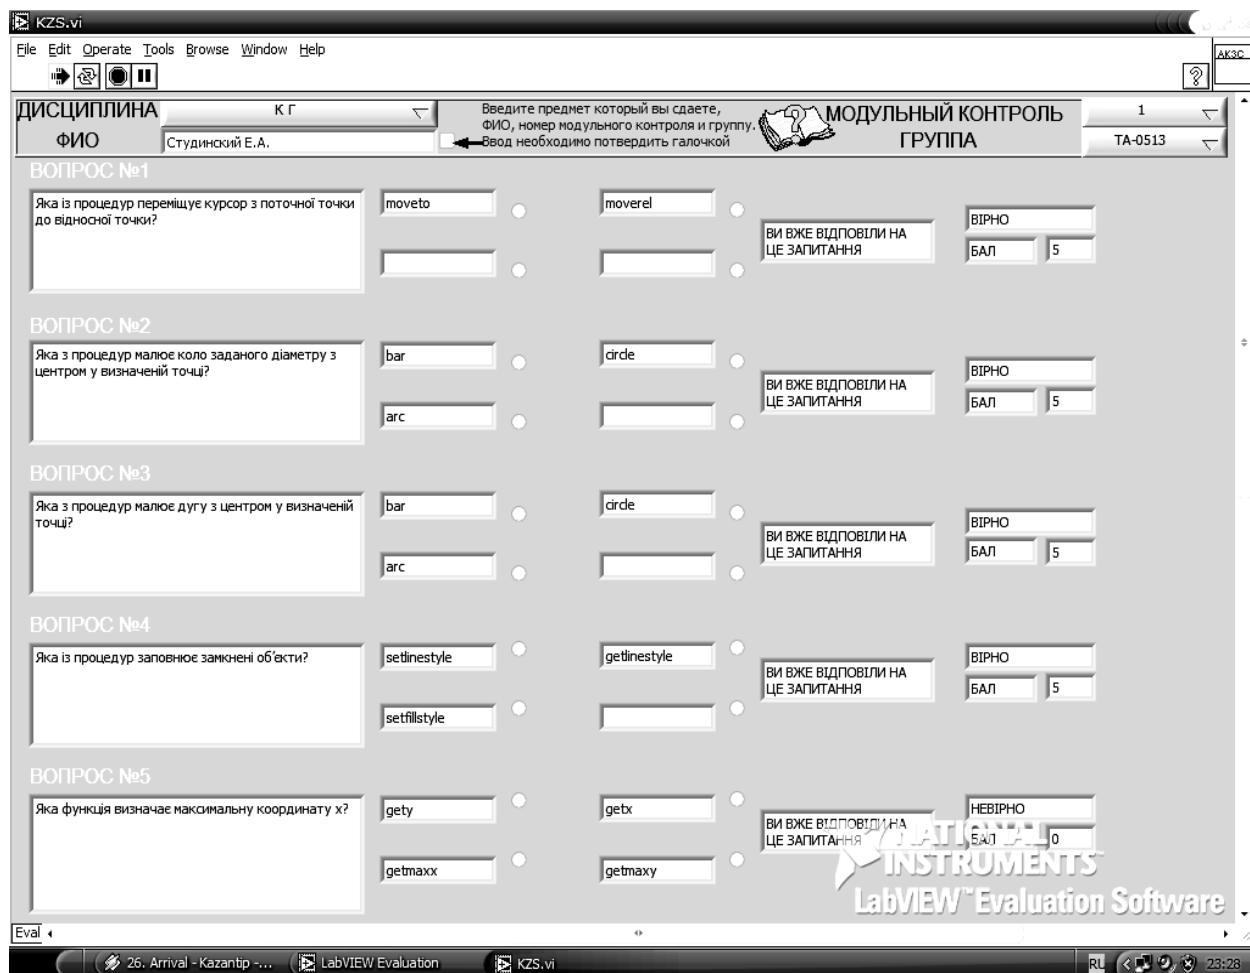 KZS.vi
File Edit Operate Tools Browse Window Help
АКЗС
ДИСЦИПЛИНА
К Г
Введите предмет который вы сдаете,
ФИО, номер модульного контроля и группу.
Ввод необходимо потвердить галочкой
МОДУЛЬНЫЙ КОНТРОЛЬ
1
ФИО
Студинский Е.А.
ГРУППА
ТА-0513
ВОПРОС №1
Яка із процедур переміщує курсор з поточної точки
до відносної точки?
moveto
moverel
ВИ ВЖЕ ВІДПОВІЛИ НА
ЦЕ ЗАПИТАННЯ
ВІРНО
БАЛ
5
ВОПРОС №2
Яка з процедур малює коло заданого діаметру з
центром у визначеній точці?
bar
circle
arc
ВИ ВЖЕ ВІДПОВІЛИ НА
ЦЕ ЗАПИТАННЯ
ВІРНО
БАЛ
5
ВОПРОС №3
Яка з процедур малює дугу з центром у визначеній
точці?
bar
circle
arc
ВИ ВЖЕ ВІДПОВІЛИ НА
ЦЕ ЗАПИТАННЯ
ВІРНО
БАЛ
5
ВОПРОС №4
Яка із процедур заповнює замкнені об'єкти?
setlinestyle
getlinestyle
setfillstyle
ВИ ВЖЕ ВІДПОВІЛИ НА
ЦЕ ЗАПИТАННЯ
ВІРНО
БАЛ
5
ВОПРОС №5
Яка функція визначає максимальну координату х?
gety
getx
getmaxx
getmaxy
ВИ ВЖЕ ВІДПОВІЛИ НА
ЦЕ ЗАПИТАННЯ
НЕВІРНО
БАЛ
0
NATIONAL
INSTRUMENTS
LabVIEW™ Evaluation Software
Eval
26. Arrival - Kazantip -...
LabVIEW Evaluation
KZS.vi
RU
23:28